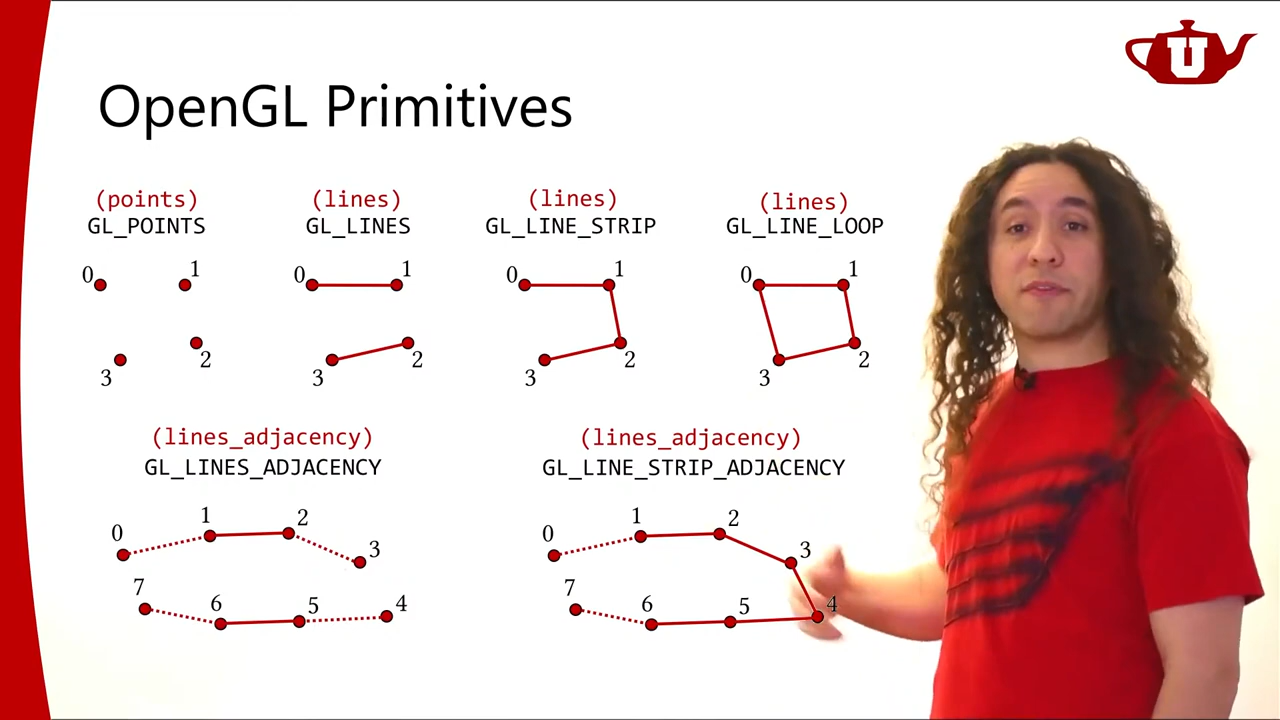 U
OpenGL Primitives
(points) (lines) (lines) (lines)
GL_POINTS GL_LINES GL_LINE_STRIP GL_LINE_LOOP
0 1 0 1 0 1 0 1
3 2 3 2 3 2 3 2
(lines_adjacency) (lines_adjacency)
GL_LINES_ADJACENCY GL_LINE_STRIP_ADJACENCY
0 1 2 3 0 1 2 3
7 6 5 4 7 6 5 4